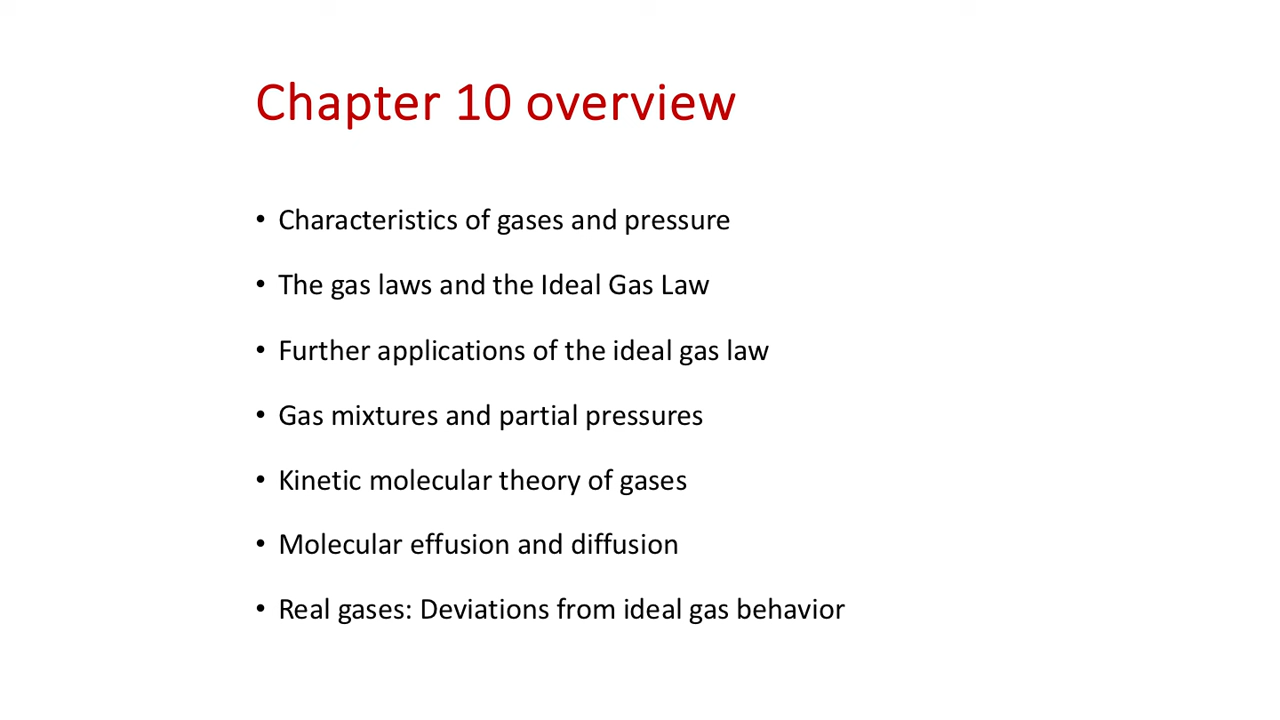 Chapter 10 overview
• Characteristics of gases and pressure
• The gas laws and the Ideal Gas Law
• Further applications of the ideal gas law
• Gas mixtures and partial pressures
• Kinetic molecular theory of gases
• Molecular effusion and diffusion
• Real gases: Deviations from ideal gas behavior